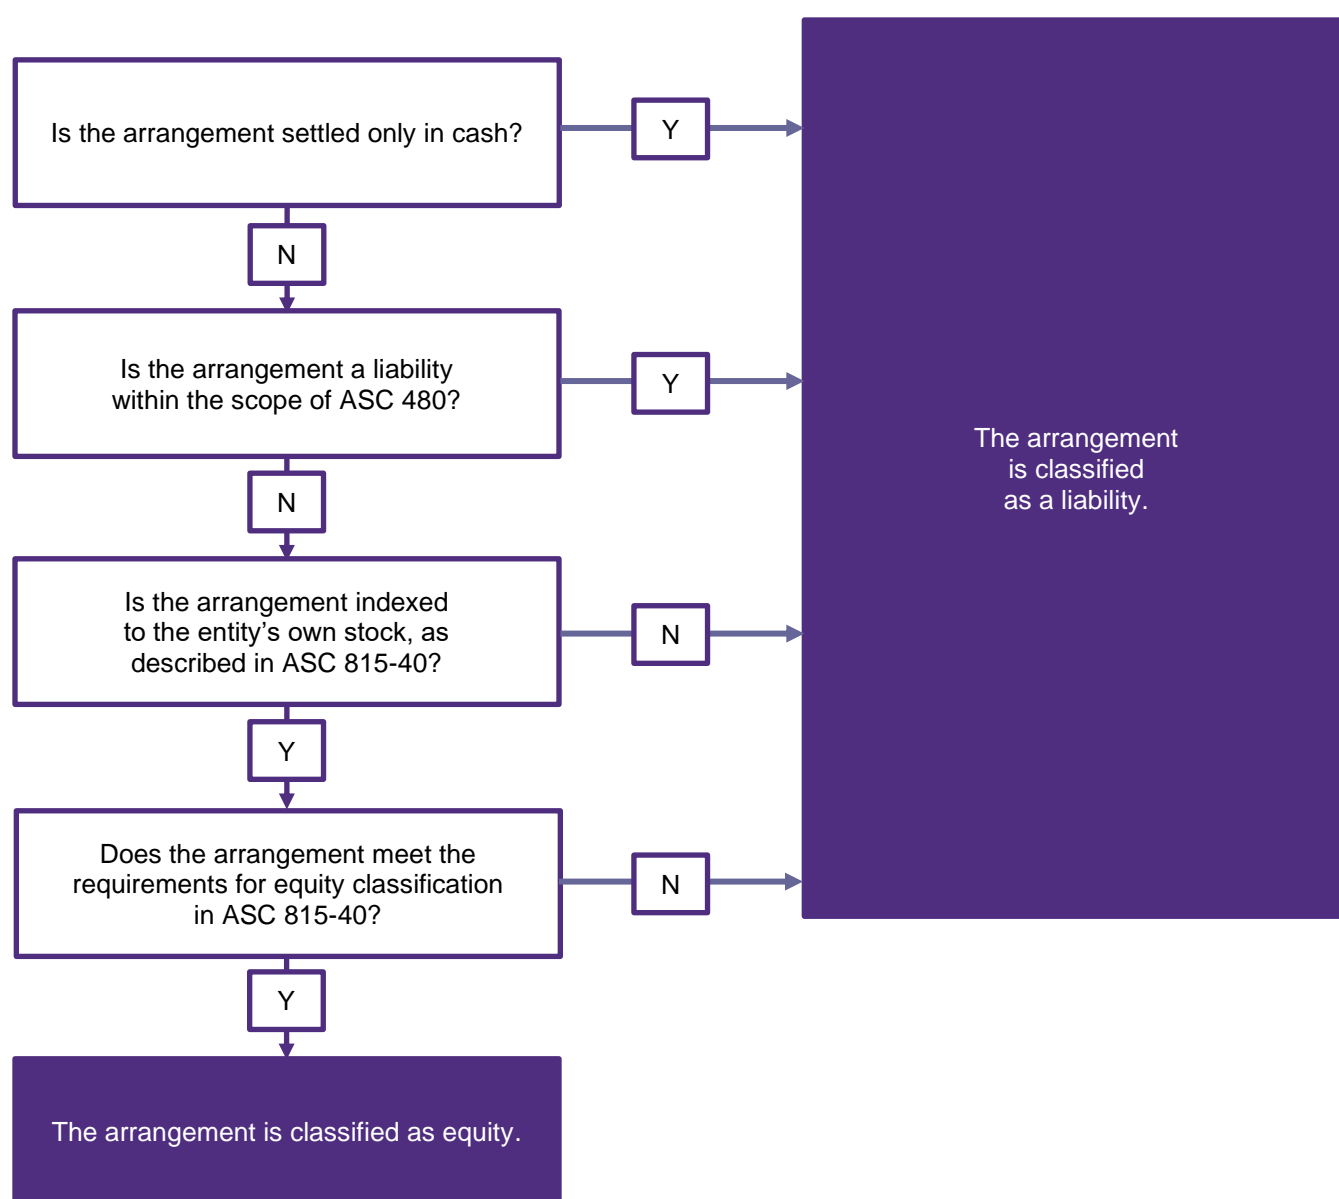 Is the arrangement settled only in cash?
Y
N
Is the arrangement a liability
within the scope of ASC 480?
Y
N
Is the arrangement indexed
to the entity’s own stock, as
described in ASC 815-40?
N
Y
Does the arrangement meet the
requirements for equity classification
in ASC 815-40?
N
Y
The arrangement is classified as equity.
The arrangement
is classified
as a liability.